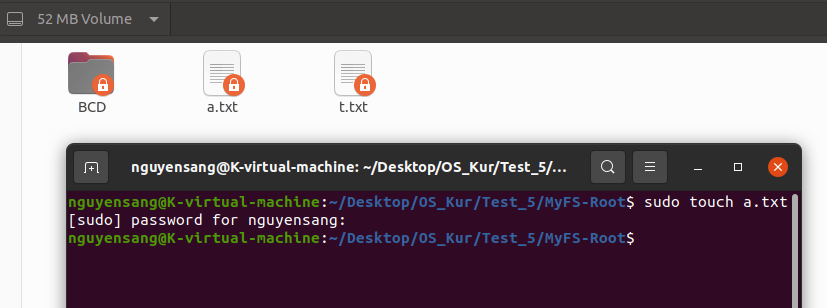 52 MB Volume
BCD
a.txt
t.txt
nguyensang@K-virtual-machine: ~/Desktop/OS_Kur/Test_5/...
nguyensang@K-virtual-machine:~/Desktop/OS_Kur/Test_5/MyFS-Root$ sudo touch a.txt
[sudo] password for nguyensang:
nguyensang@K-virtual-machine:~/Desktop/OS_Kur/Test_5/MyFS-Root$